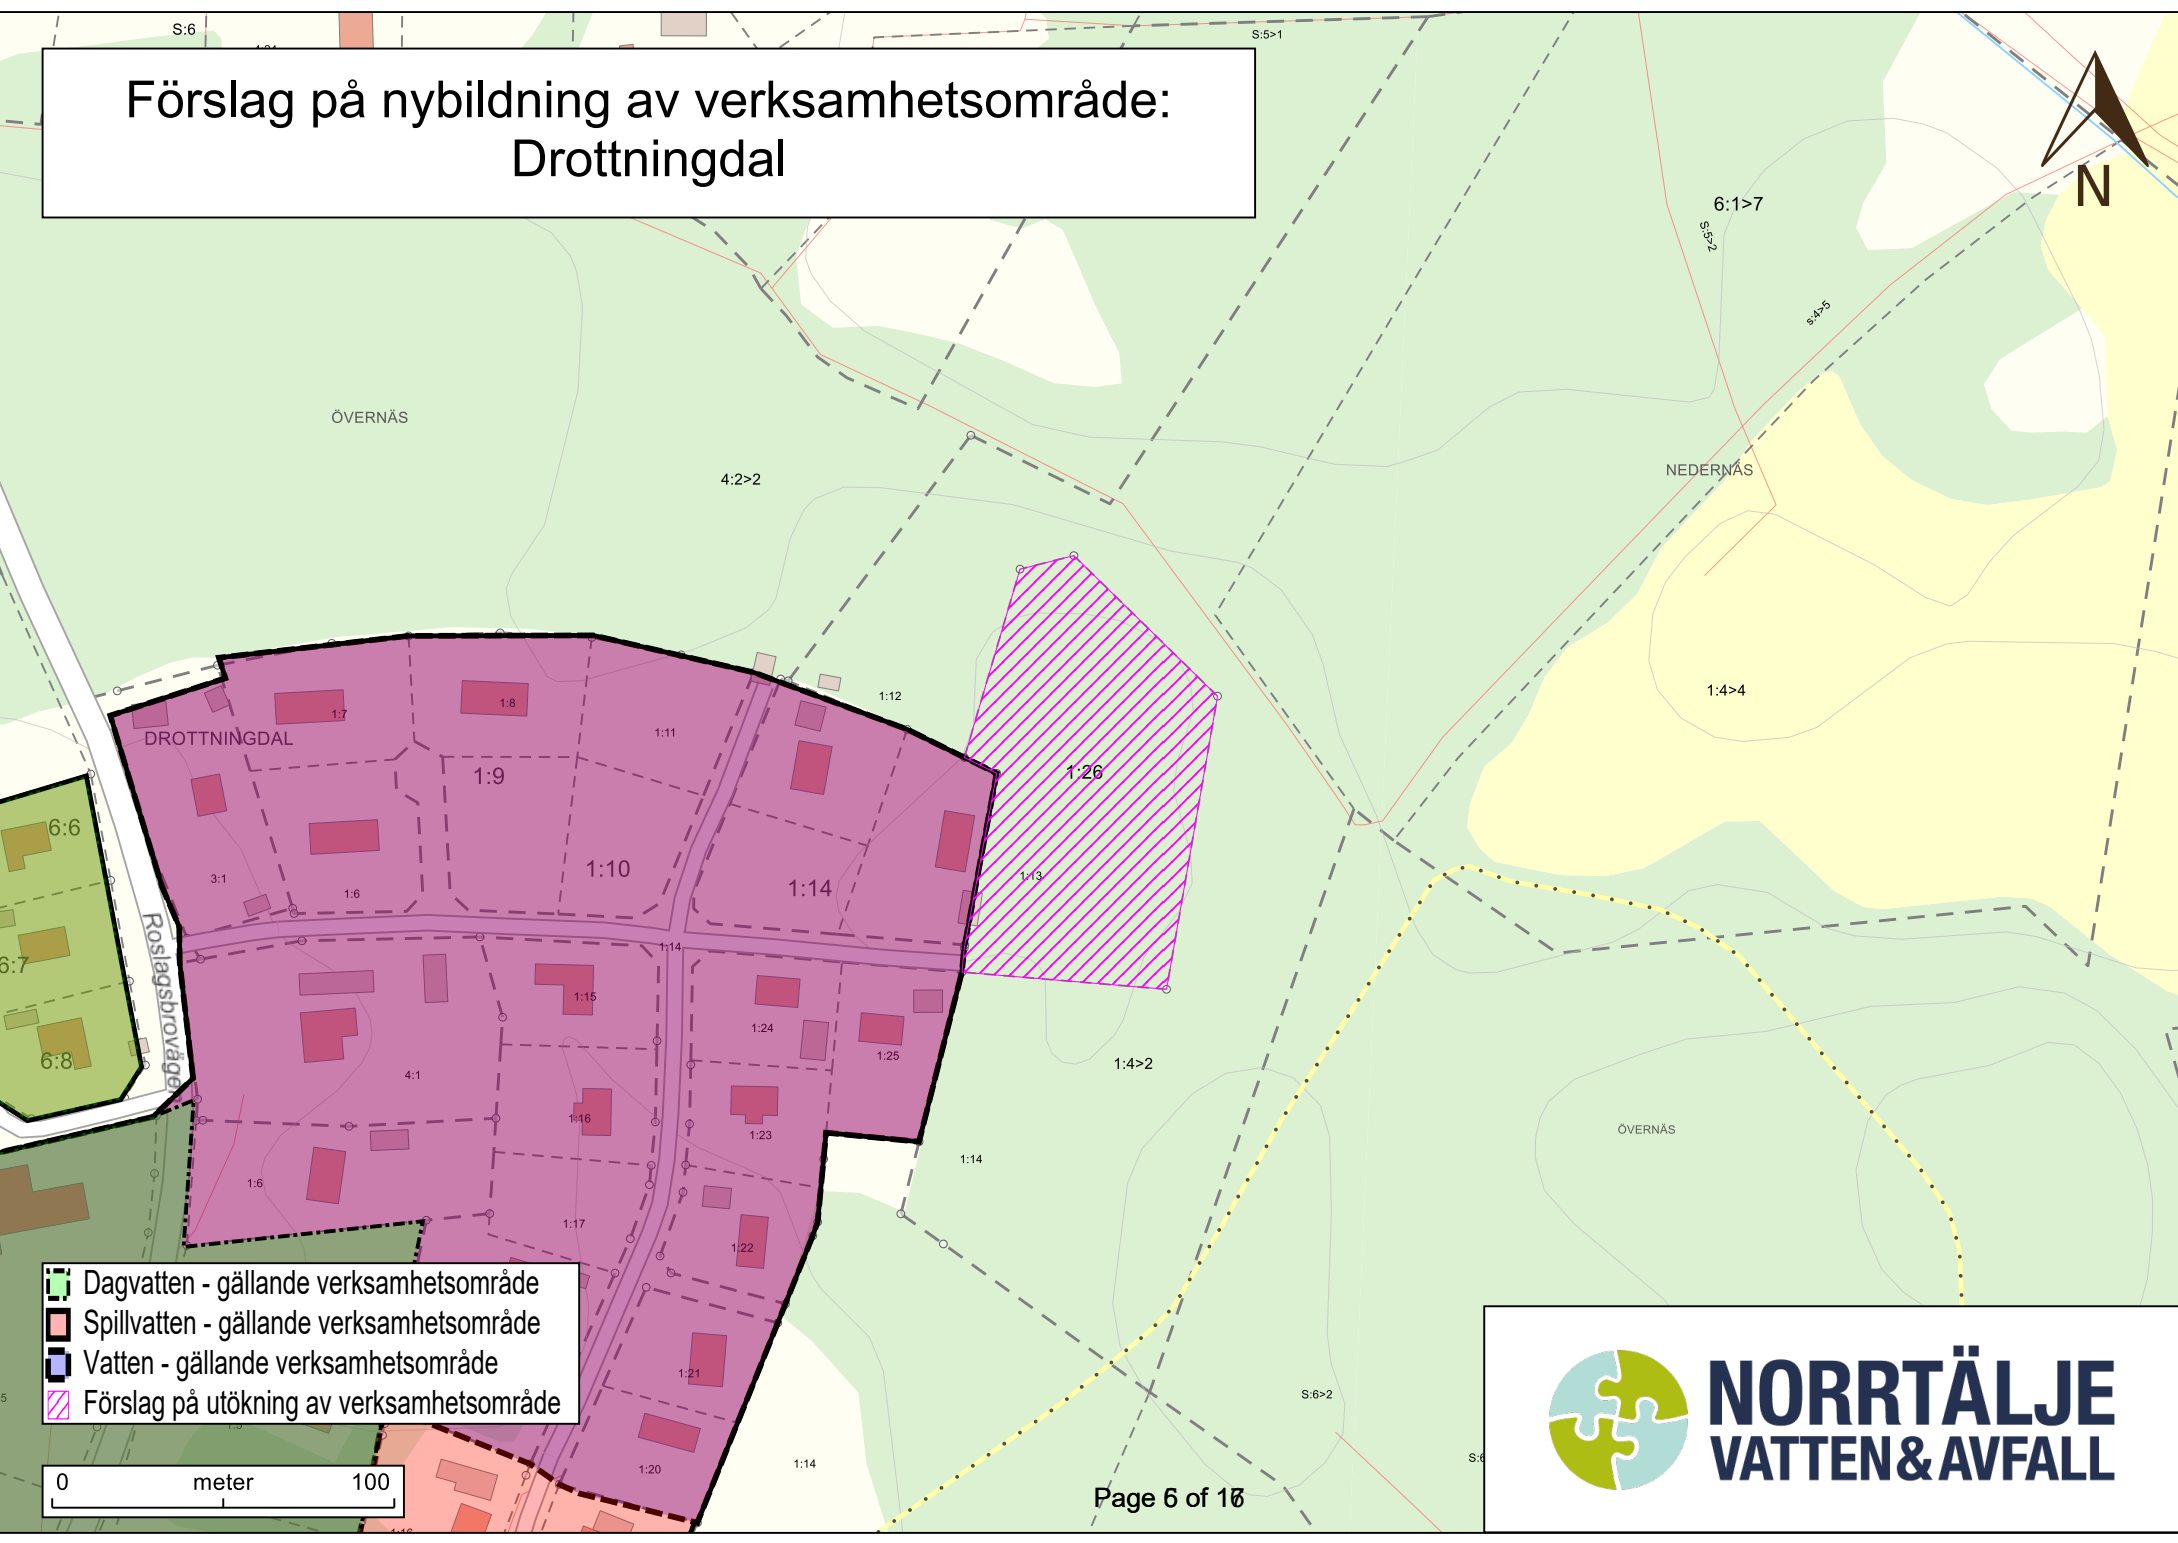 S:6
S:5>1
Förslag på nybildning av verksamhetsområde:
Drottningdal
N
6:1>7
S:5>2
s:4>5
ÖVERNÄS
4:2>2
NEDERNÄS
1:4>4
1:12
1:7
1:8
1:11
DROTTNINGDAL
1:9
1:26
6:6
3:1
1:6
1:10
1:14
1:13
Roslagsbrovägen
6:7
1:14
1:15
1:24
1:25
6:8
4:1
1:4>2
1:16
1:23
ÖVERNÄS
1:14
1:6
1:17
1:22
1:21
S:6>2
1:20
1:14
Dagvatten - gällande verksamhetsområde
Spillvatten - gällande verksamhetsområde
Vatten - gällande verksamhetsområde
Förslag på utökning av verksamhetsområde
0 meter 100
Page 6 of
NORRTÄLJE
VATTEN & AVFALL